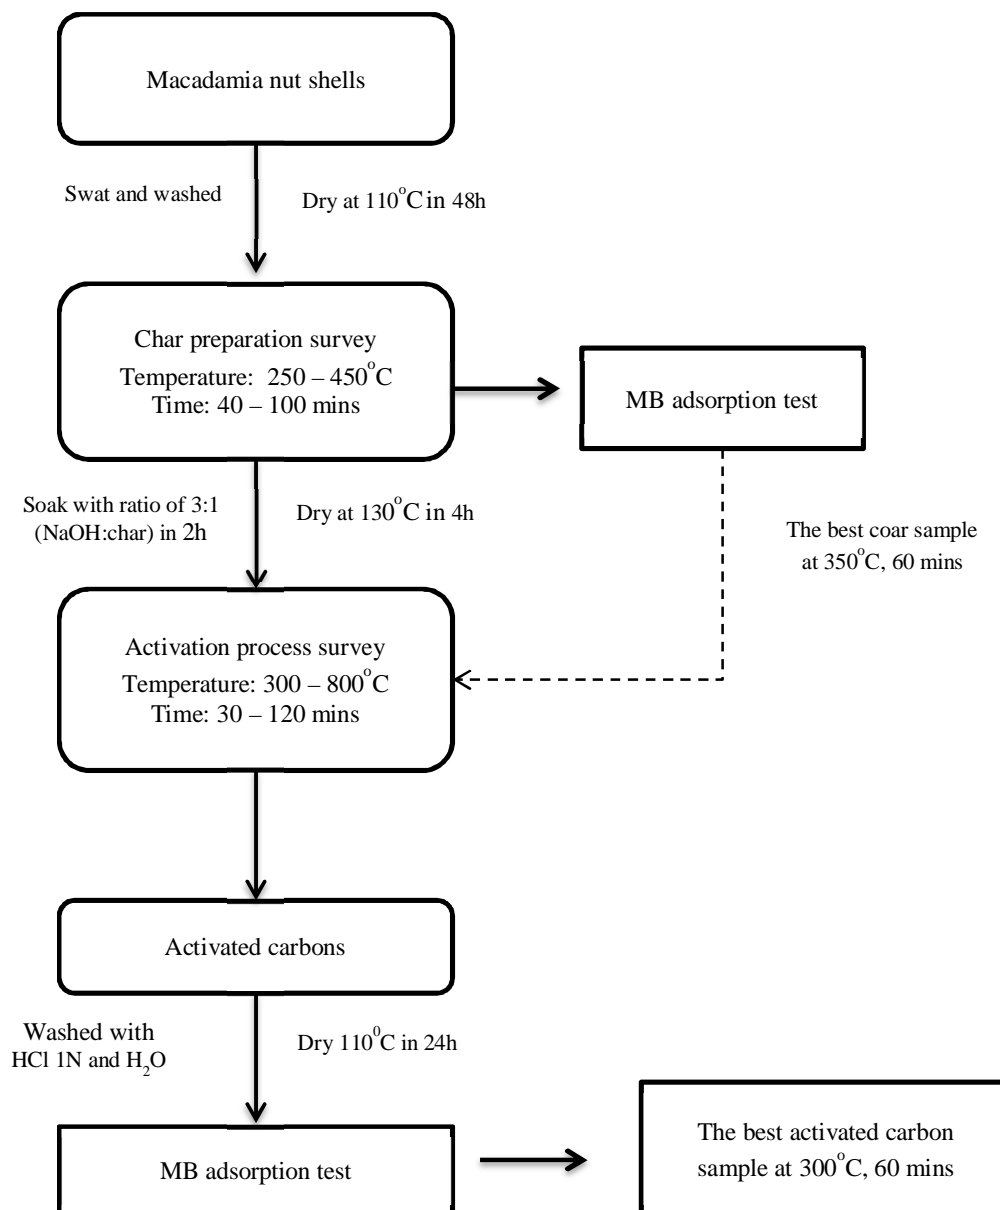 Macadamia nut shells
Swat and washed
Dry at 110°C in 48h
Char preparation survey
Temperature: 250 – 450°C
Time: 40 – 100 mins
MB adsorption test
Soak with ratio of 3:1
(NaOH:char) in 2h
Dry at 130°C in 4h
The best coar sample
at 350°C, 60 mins
Activation process survey
Temperature: 300 – 800°C
Time: 30 – 120 mins
Activated carbons
Washed with
HCl 1N and H₂O
Dry 110⁰C in 24h
MB adsorption test
The best activated carbon
sample at 300°C, 60 mins